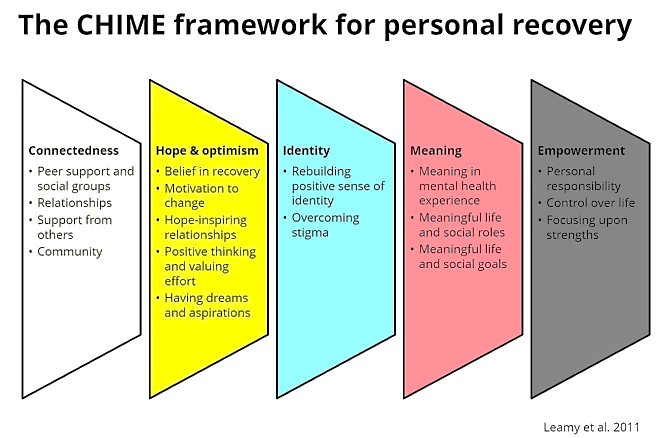 The CHIME framework for personal recovery
Connectedness
• Peer support and
social groups
• Relationships
• Support from
others
• Community
Hope & optimism
• Belief in recovery
• Motivation to
change
• Hope-inspiring
relationships
• Positive thinking
and valuing
effort
• Having dreams
and aspirations
Identity
• Rebuilding
positive sense of
identity
• Overcoming
stigma
Meaning
• Meaning in
mental health
experience
• Meaningful life
and social roles
• Meaningful life
and social goals
Empowerment
• Personal
responsibility
• Control over life
• Focusing upon
strengths
Leamy et al. 2011